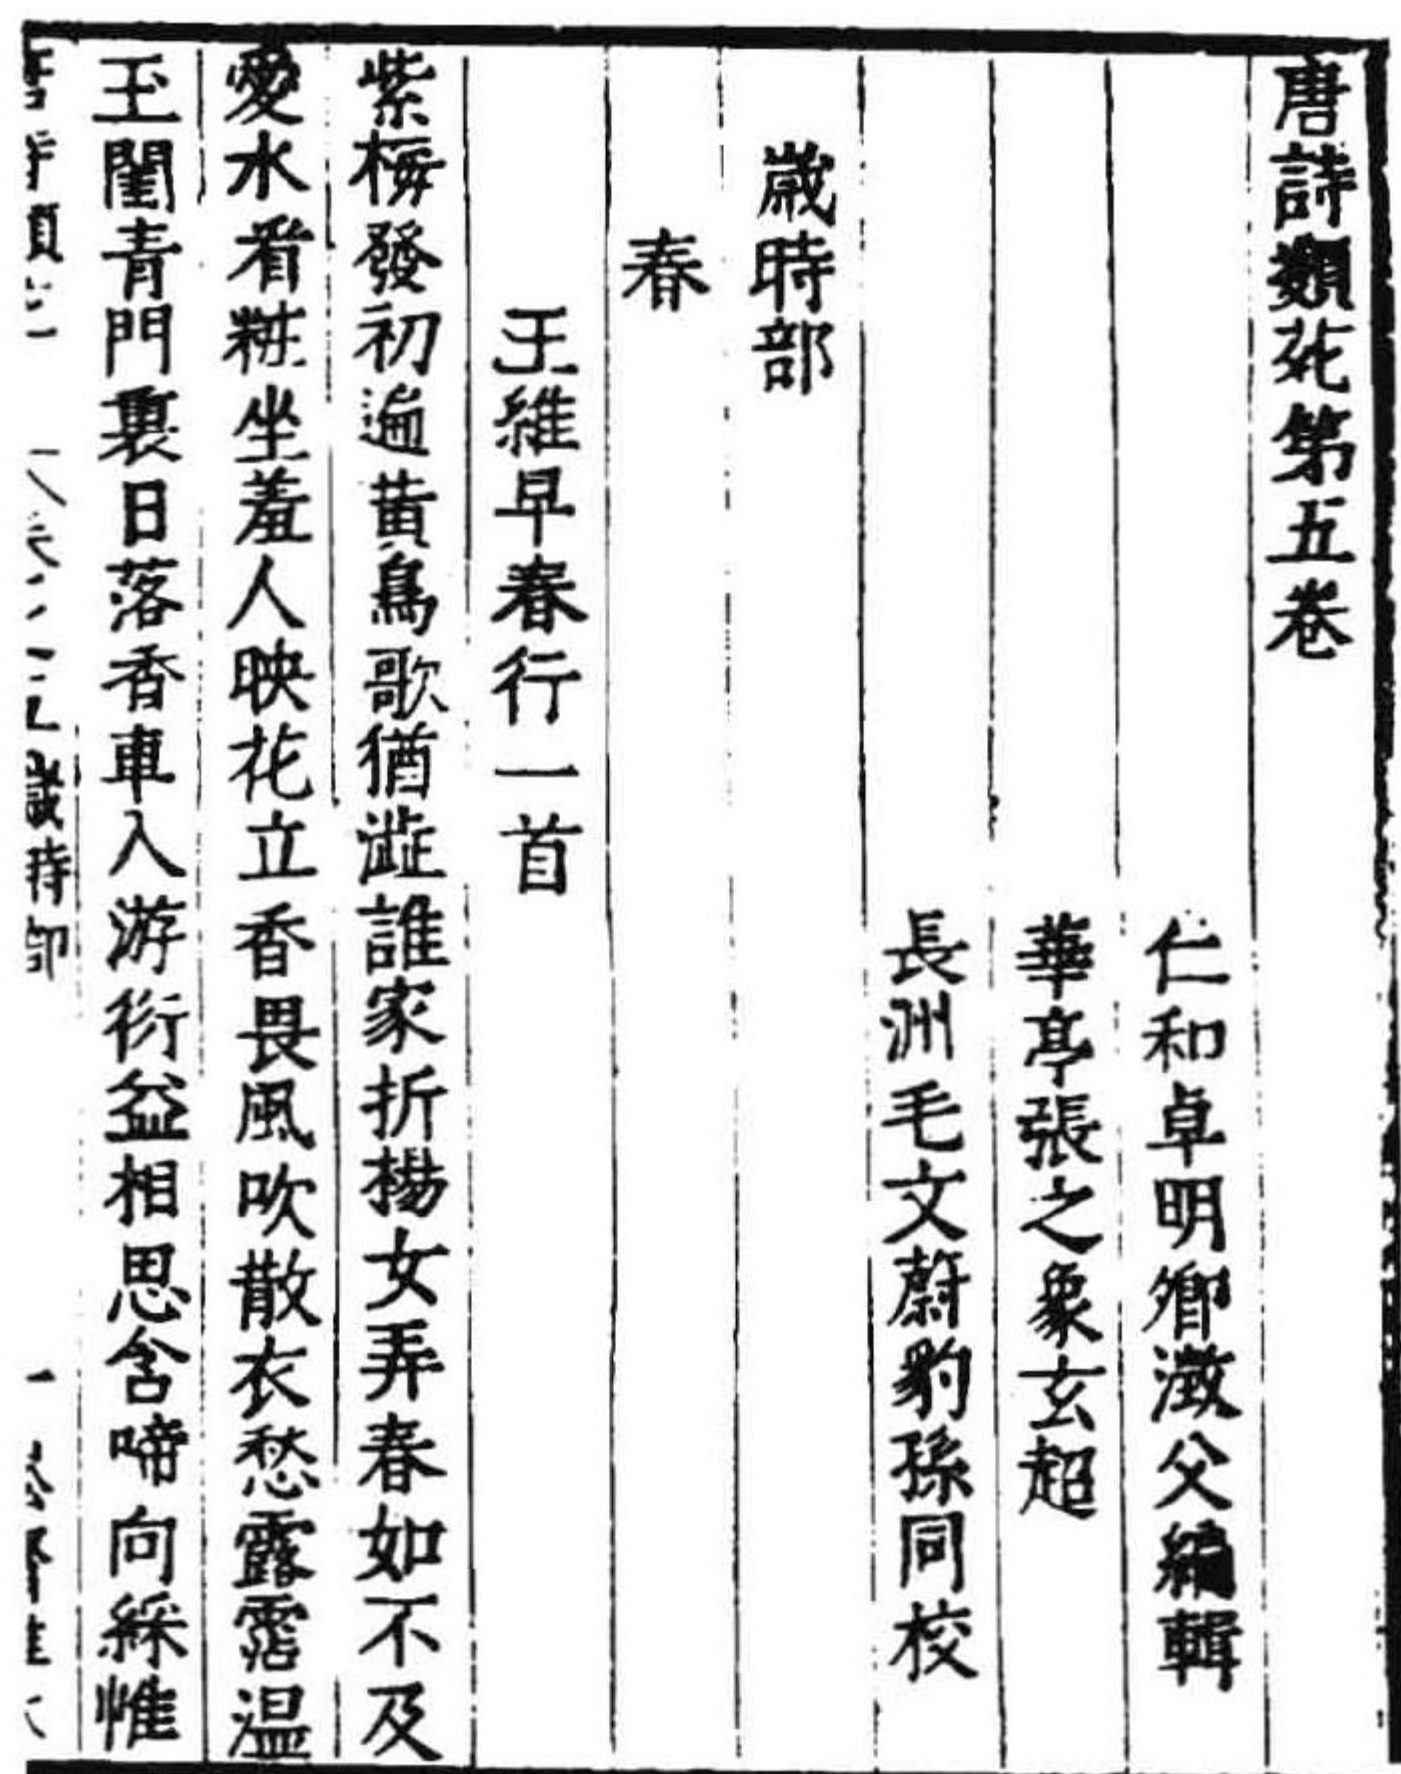 唐詩類苑第五卷
仁和卓明卿澂父編輯
華亭張之象玄超
長洲毛文蔚豹孫同校
歲時部
春
王維早春行一首
紫梅發初遍黃鳥歌猶澁誰家折楊女弄春如不及
愛水看粧坐羞人映花立香畏風吹散衣愁露霑温
玉閨青門裏日落香車入游衍益相思含啼向綵帷